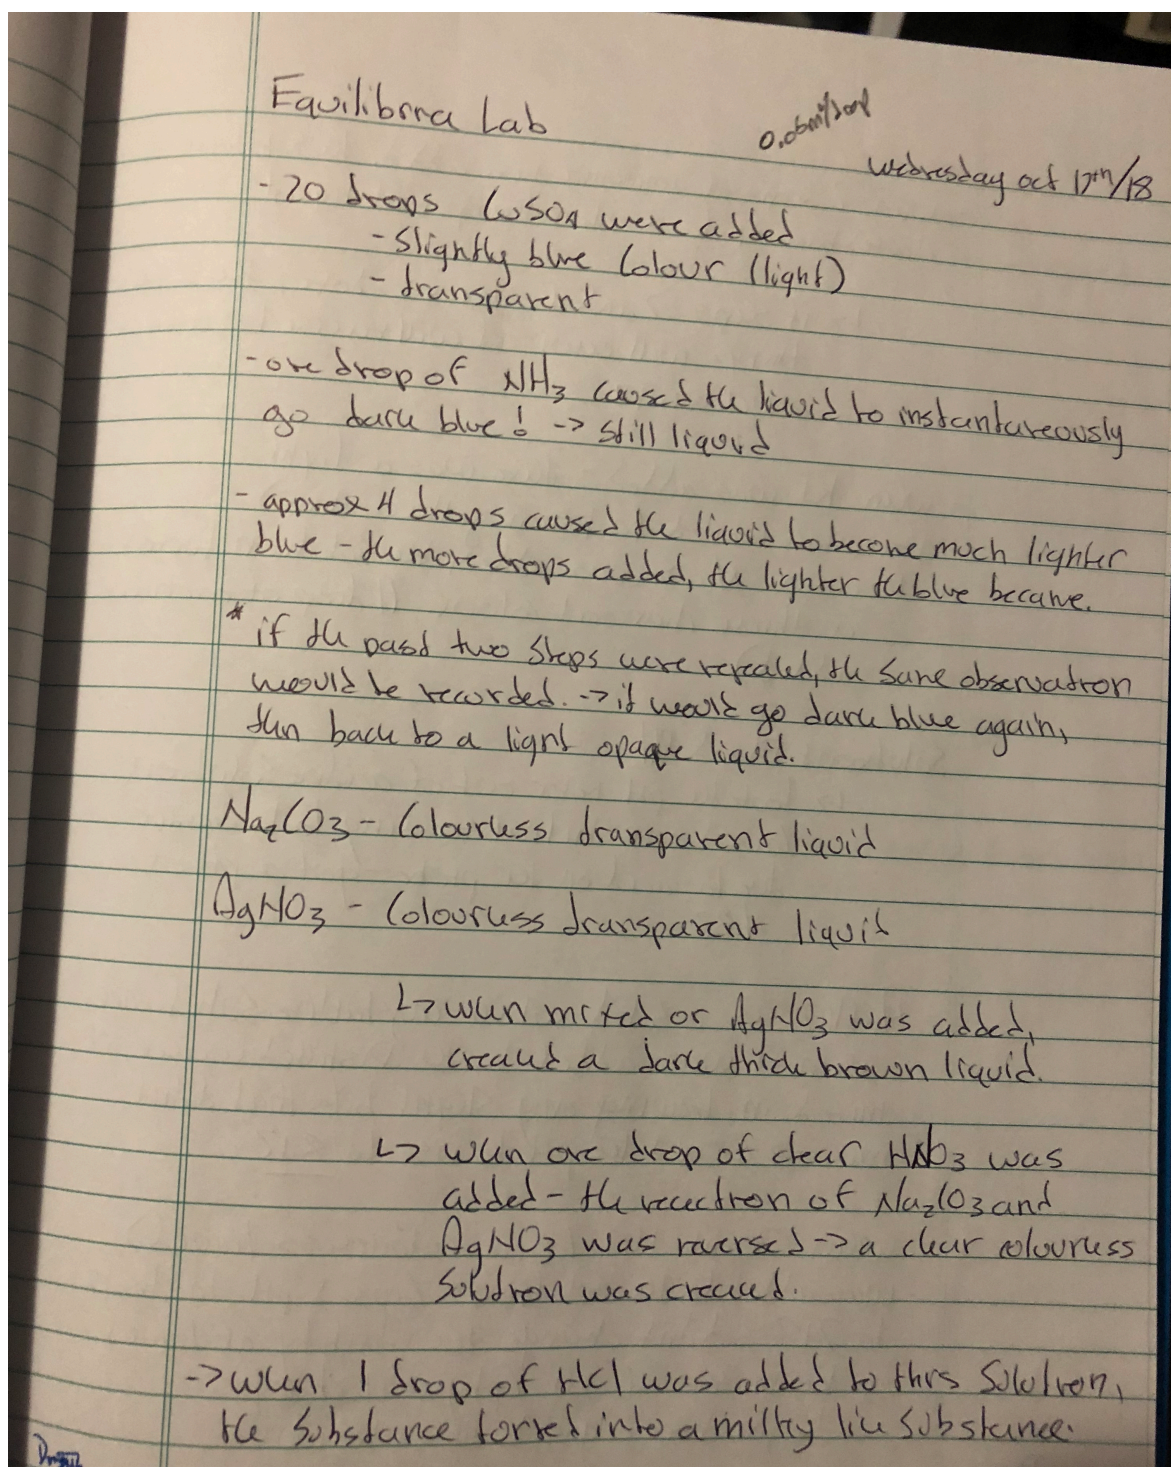 Equilibria Lab
0.06ml/drop
Wednesday oct 17th/18
- 20 drops CuSO4 were added
- slightly blue colour (light)
- transparent
- one drop of NH3 caused the liquid to instantaneously
go dark blue! -> still liquid
- approx 4 drops caused the liquid to become much lighter
blue - the more drops added, the lighter the blue became.
* if the past two steps were repeated, the same observation
would be recorded. -> it would go dark blue again,
then back to a light opaque liquid.
Na2CO3 - Colourless transparent liquid
AgNO3 - Colourless transparent liquid
↳ when mixed or AgNO3 was added,
created a dark thick brown liquid.
↳ when one drop of clear HNO3 was
added - the reaction of Na2CO3 and
AgNO3 was reversed -> a clear colourless
solution was created.
-> when 1 drop of HCl was added to this solution,
the substance turned into a milky like substance.